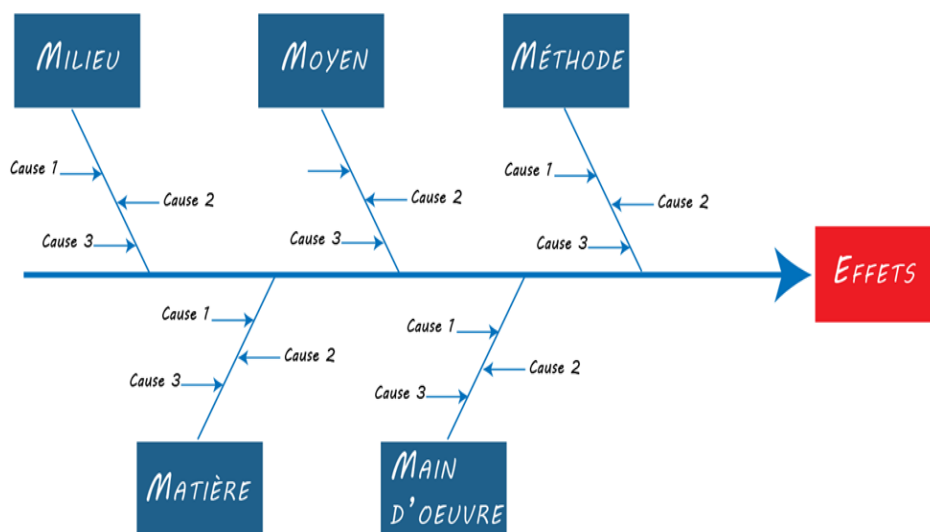 Milieu
Moyen
Méthode
Cause 1
Cause 2
Cause 3
Cause 2
Cause 3
Cause 1
Cause 2
Cause 3
Effets
Cause 1
Cause 2
Cause 3
Cause 1
Cause 2
Cause 3
Matière
Main
d'oeuvre